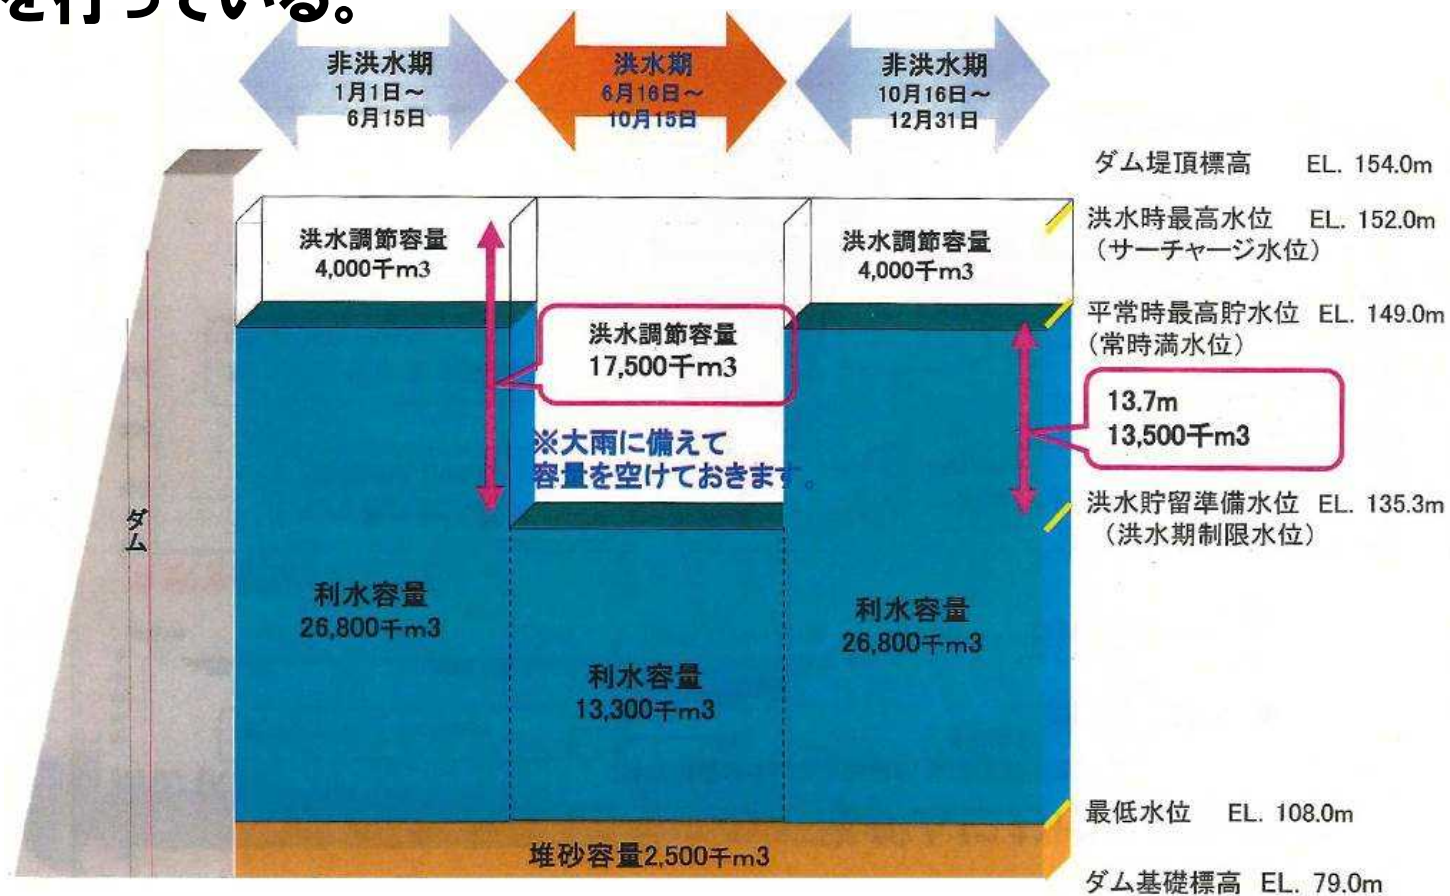 を行っている。
非洪水期
1月1日～
6月15日
洪水期
6月16日～
10月15日
非洪水期
10月16日～
12月31日
ダム堤頂標高 EL. 154.0m
洪水時最高水位 EL. 152.0m
（サーチャージ水位）
洪水調節容量
4,000千m3
洪水調節容量
4,000千m3
平常時最高貯水位 EL. 149.0m
（常時満水位）
洪水調節容量
17,500千m3
13.7m
13,500千m3
※大雨に備えて
容量を空けておきます。
洪水貯留準備水位 EL. 135.3m
（洪水期制限水位）
ダム
利水容量
26,800千m3
利水容量
13,300千m3
利水容量
26,800千m3
最低水位 EL. 108.0m
堆砂容量2,500千m3
ダム基礎標高 EL. 79.0m